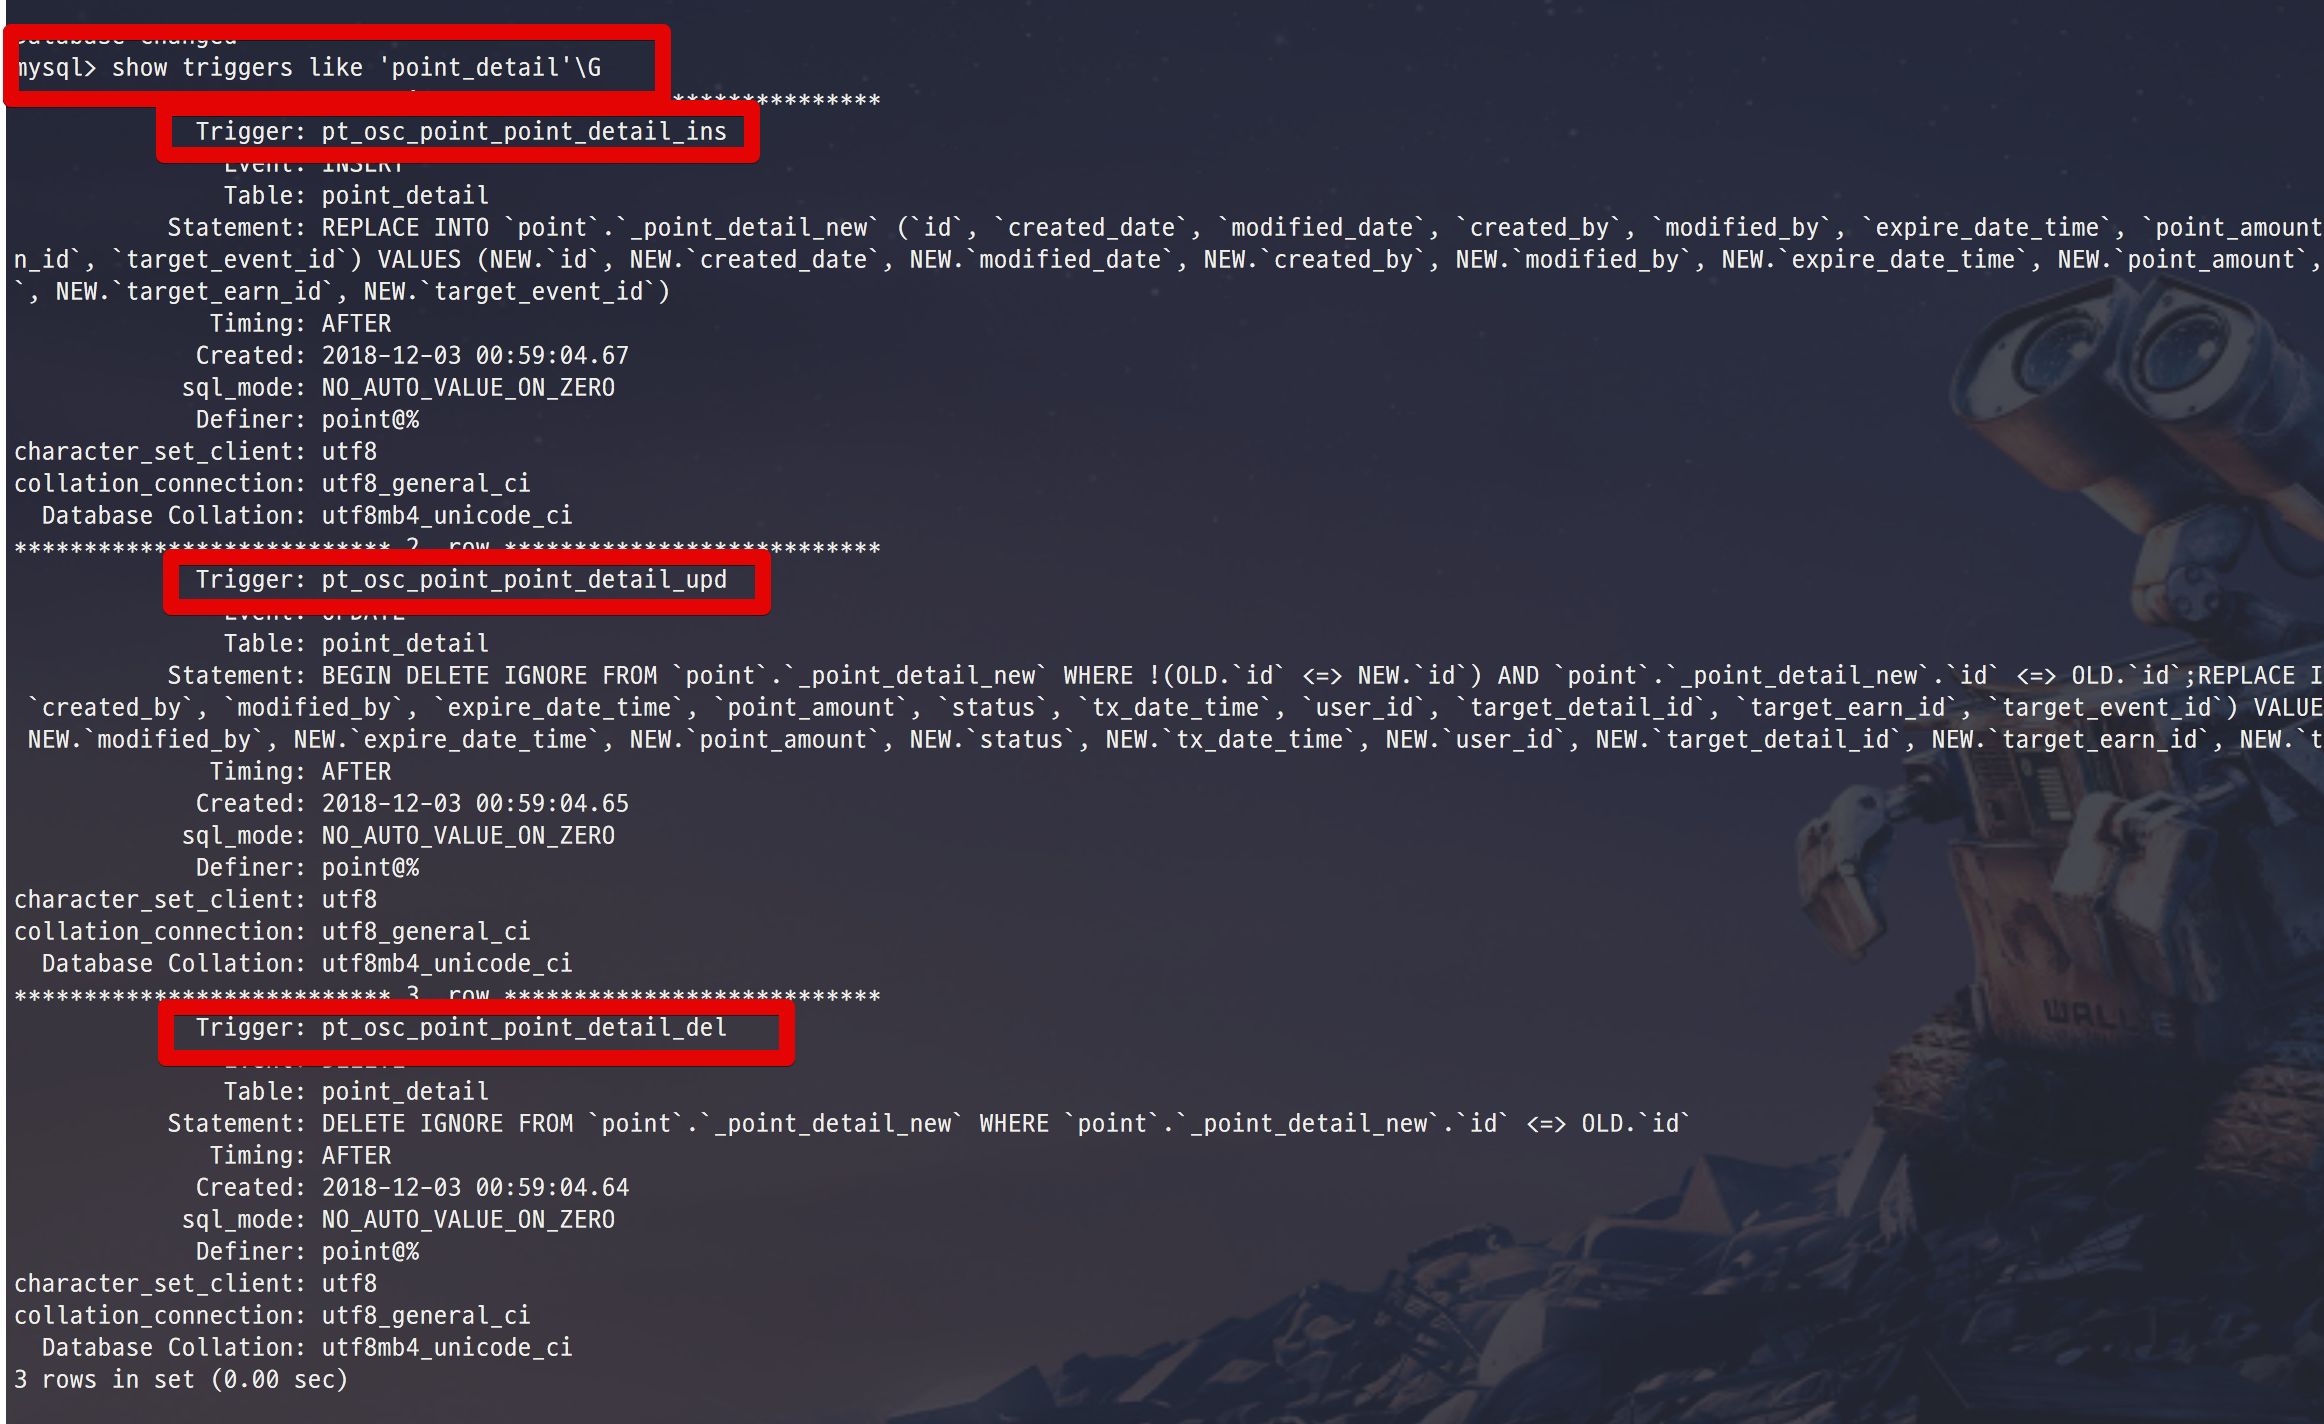 Database changed
mysql> show triggers like 'point_detail'\G
***************
Trigger: pt_osc_point_point_detail_ins
Event: INSERT
Table: point_detail
Statement: REPLACE INTO `point`.`_point_detail_new` (`id`, `created_date`, `modified_date`, `created_by`, `modified_by`, `expire_date_time`, `point_amount
n_id`, `target_event_id`) VALUES (NEW.`id`, NEW.`created_date`, NEW.`modified_date`, NEW.`created_by`, NEW.`modified_by`, NEW.`expire_date_time`, NEW.`point_amount`,
`, NEW.`target_earn_id`, NEW.`target_event_id`)
Timing: AFTER
Created: 2018-12-03 00:59:04.67
sql_mode: NO_AUTO_VALUE_ON_ZERO
Definer: point@%
character_set_client: utf8
collation_connection: utf8_general_ci
Database Collation: utf8mb4_unicode_ci
*************************** 2. row ***************************
Trigger: pt_osc_point_point_detail_upd
Event: UPDATE
Table: point_detail
Statement: BEGIN DELETE IGNORE FROM `point`.`_point_detail_new` WHERE !(OLD.`id` <=> NEW.`id`) AND `point`.`_point_detail_new`.`id` <=> OLD.`id`;REPLACE I
`created_by`, `modified_by`, `expire_date_time`, `point_amount`, `status`, `tx_date_time`, `user_id`, `target_detail_id`, `target_earn_id`, `target_event_id`) VALUE
NEW.`modified_by`, NEW.`expire_date_time`, NEW.`point_amount`, NEW.`status`, NEW.`tx_date_time`, NEW.`user_id`, NEW.`target_detail_id`, NEW.`target_earn_id`, NEW.`t
Timing: AFTER
Created: 2018-12-03 00:59:04.65
sql_mode: NO_AUTO_VALUE_ON_ZERO
Definer: point@%
character_set_client: utf8
collation_connection: utf8_general_ci
Database Collation: utf8mb4_unicode_ci
*************************** 3. row ***************************
Trigger: pt_osc_point_point_detail_del
Event: DELETE
Table: point_detail
Statement: DELETE IGNORE FROM `point`.`_point_detail_new` WHERE `point`.`_point_detail_new`.`id` <=> OLD.`id`
Timing: AFTER
Created: 2018-12-03 00:59:04.64
sql_mode: NO_AUTO_VALUE_ON_ZERO
Definer: point@%
character_set_client: utf8
collation_connection: utf8_general_ci
Database Collation: utf8mb4_unicode_ci
3 rows in set (0.00 sec)
WALL·E